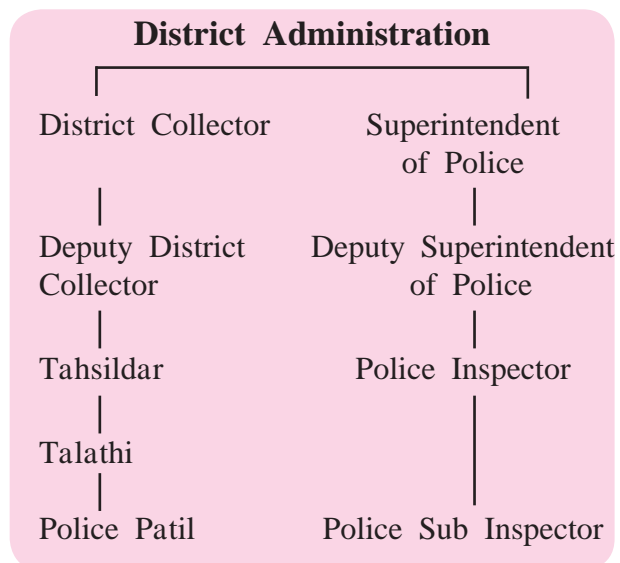 District Administration
District Collector
Superintendent
of Police
Deputy District
Collector
Deputy Superintendent
of Police
Tahsildar
Police Inspector
Talathi
Police Patil
Police Sub Inspector